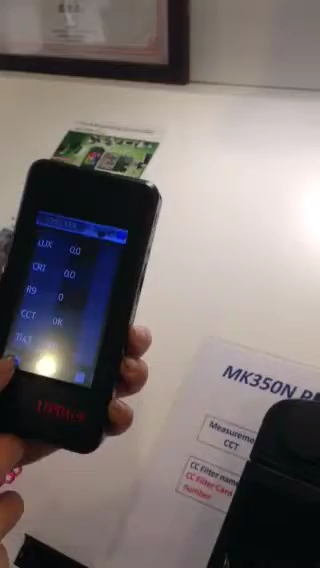 LUX 0.0
CRI 0.0
R9 0
CCT 0K
MK350N P
Measureme
CCT
CC Filter name
CC Filter Card
number